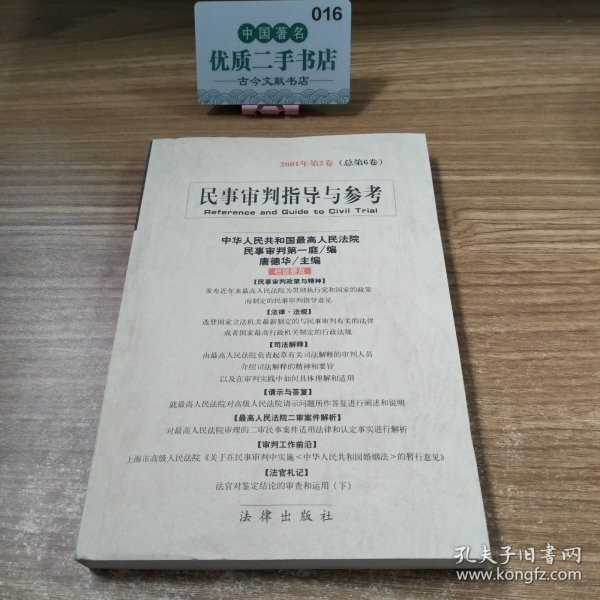 016
中国著名
优质二手书店
古今文献书店
2001年第2卷（总第6卷）
民事审判指导与参考
Reference and Guide to Civil Trial
中华人民共和国最高人民法院
民事审判第一庭/编
唐德华/主编
栏目要览
【民事审判政策与精神】
发布近年来最高人民法院为贯彻执行党和国家的政策
而制定的民事审判指导意见
【法律·法规】
选登国家立法机关最新制定的与民事审判有关的法律
或者国家最高行政机关制定的行政法规
【司法解释】
由最高人民法院负责起草有关司法解释的审判人员
介绍司法解释的精神和要旨
以及在审判实践中如何具体理解和适用
【请示与答复】
就最高人民法院对高级人民法院请示问题所作答复进行阐述和说明
【最高人民法院二审案件解析】
对最高人民法院审理的二审民事案件适用法律和认定事实进行解析
【审判工作前沿】
上海市高级人民法院《关于在民事审判中实施<中华人民共和国婚姻法>的暂行意见》
【法官札记】
法官对鉴定结论的审查和运用（下）
法律出版社
孔夫子旧书网
www.kongfz.com